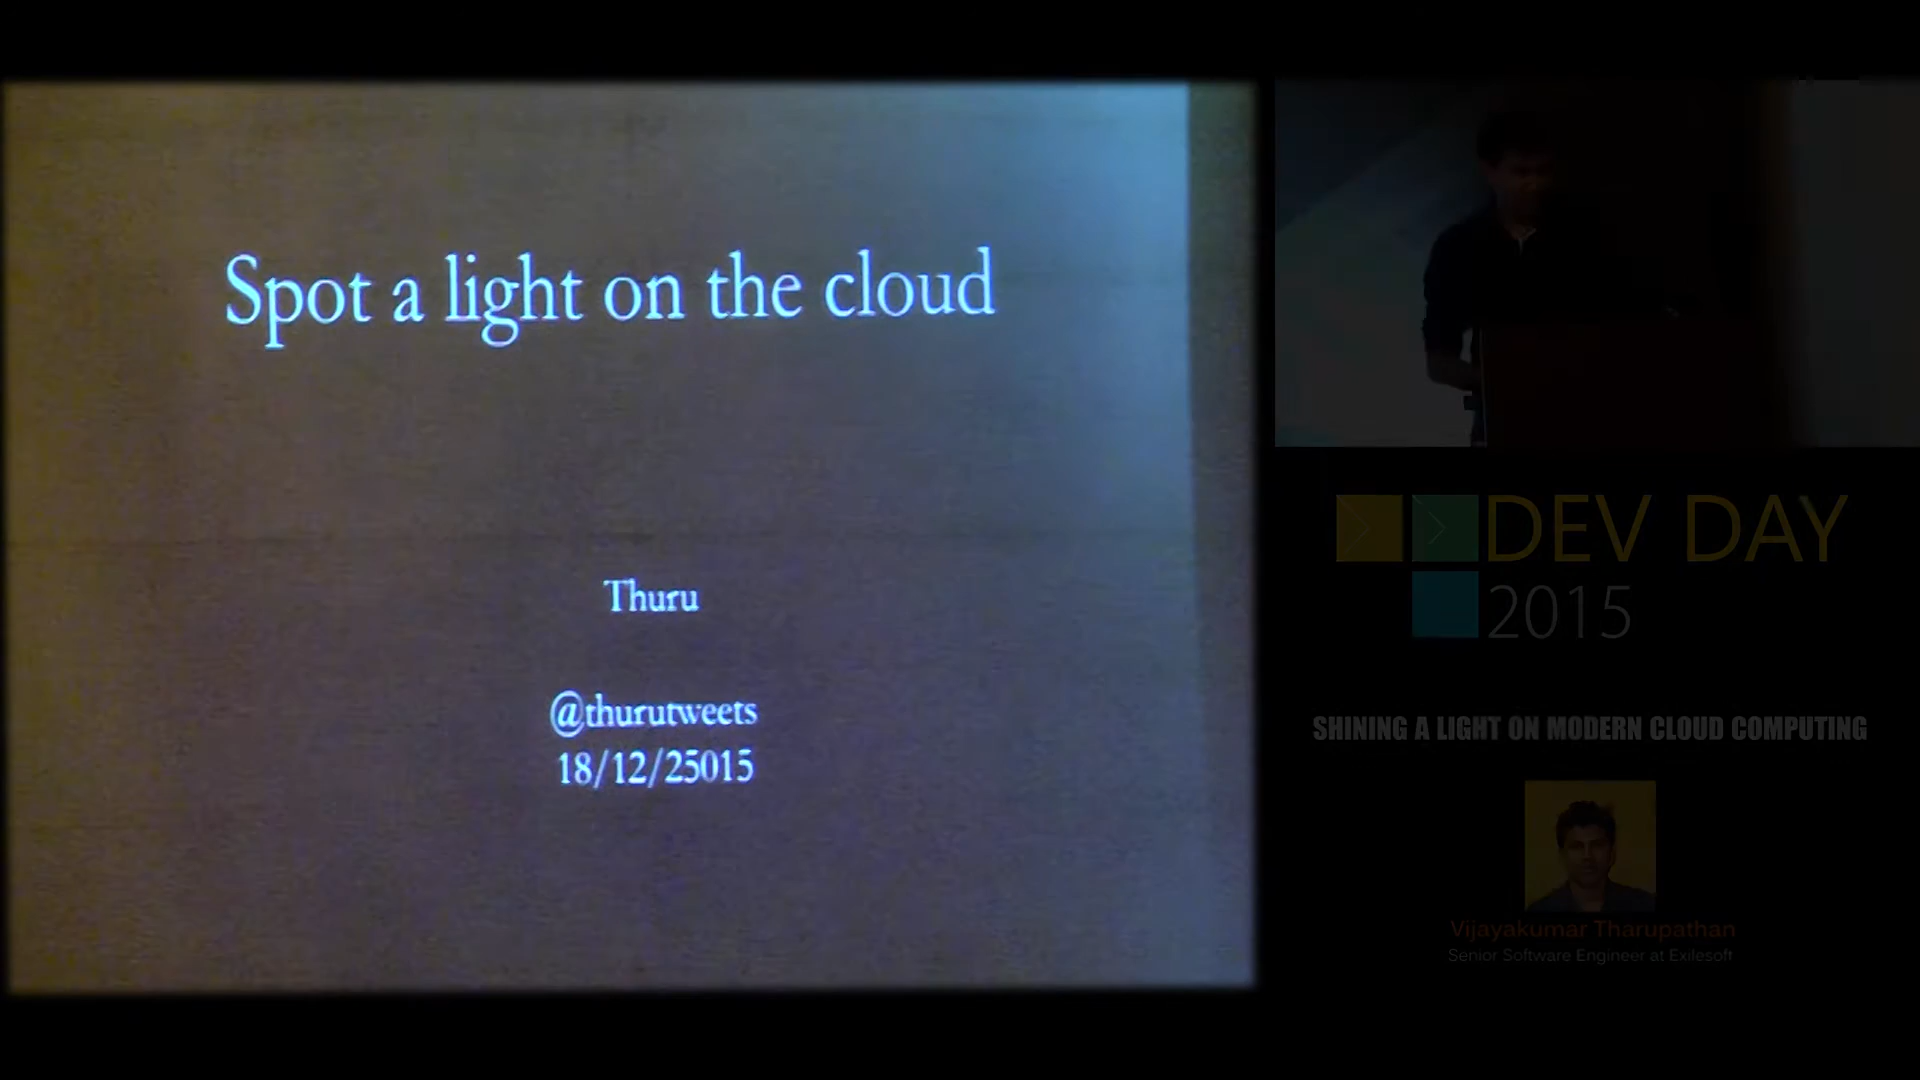 Spot a light on the cloud
Thuru
@thurutweets
18/12/25015
DEV DAY
2015
SHINING A LIGHT ON MODERN CLOUD COMPUTING
Vijayakumar Tharupathan
Senior Software Engineer at Exilesoft